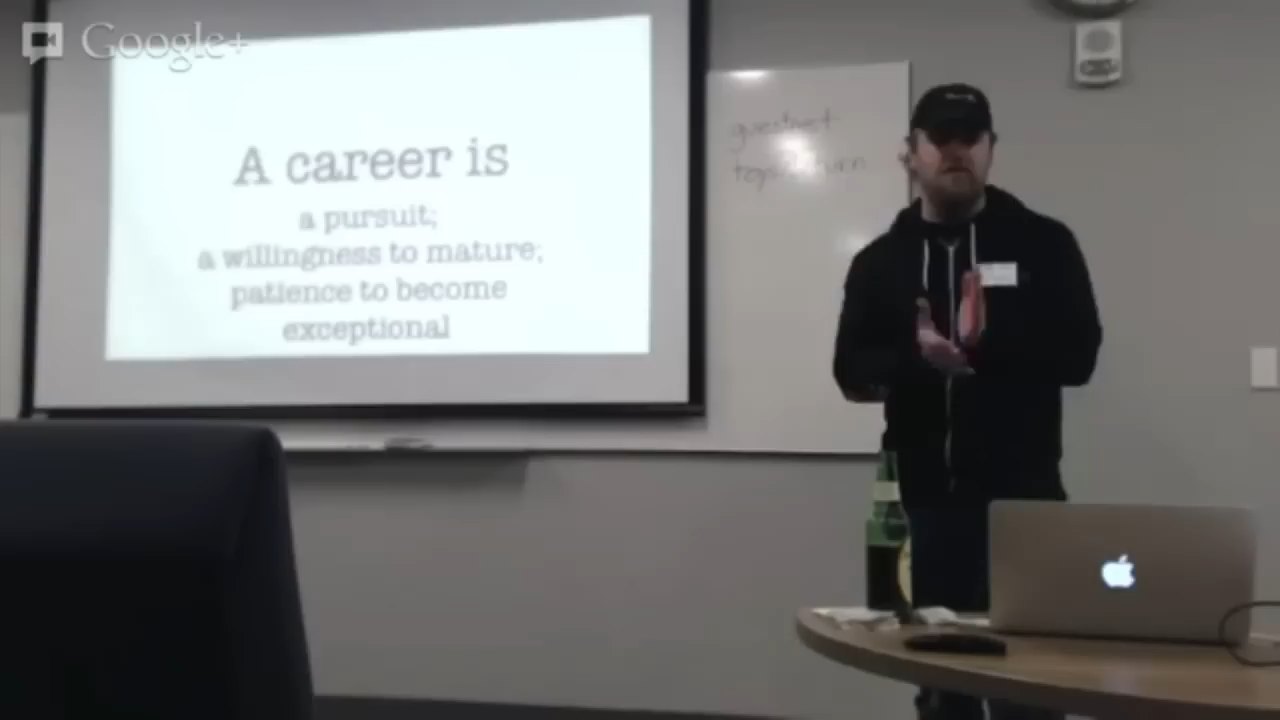 Google+
A career is
a pursuit;
a willingness to mature;
patience to become
exceptional